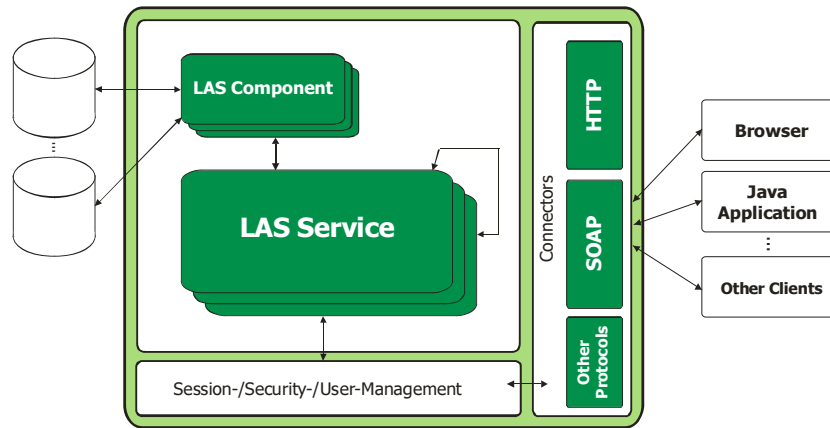 LAS Component
LAS Service
Session-/Security-/User-Management
Connectors
HTTP
SOAP
Other
Protocols
Browser
Java
Application
Other Clients